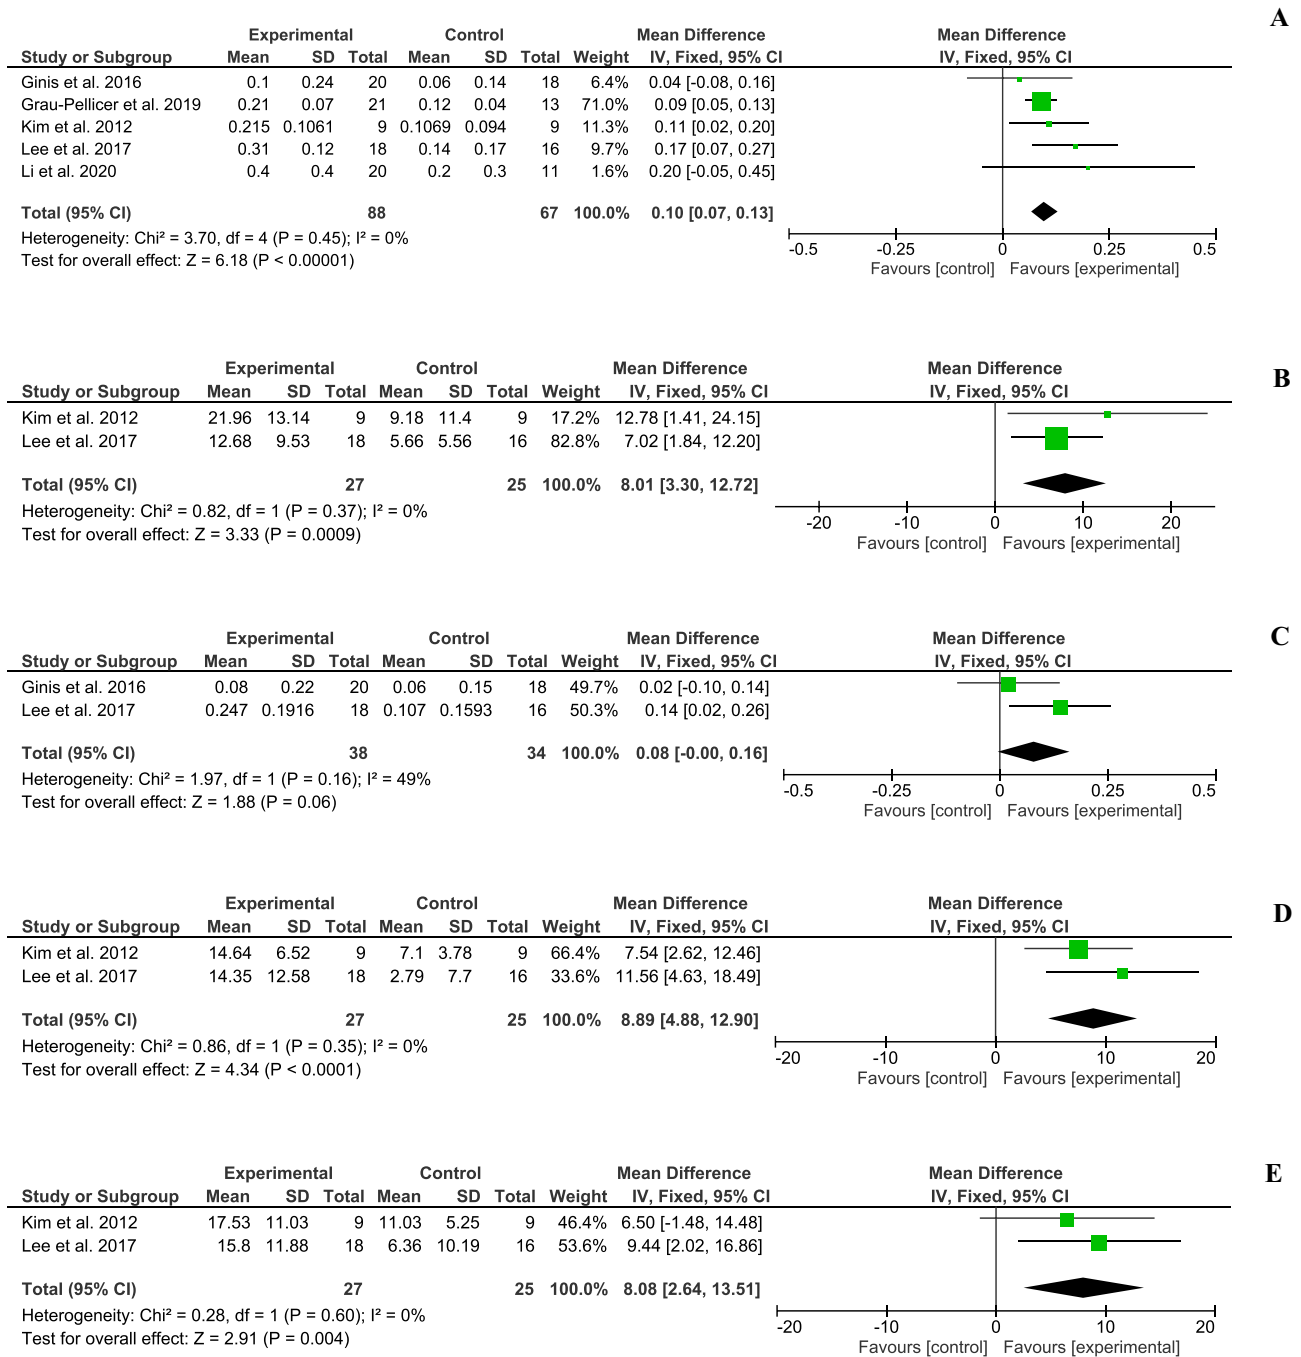 A
Experimental Control Mean Difference Mean Difference
Study or Subgroup Mean SD Total Mean SD Total Weight IV, Fixed, 95% CI IV, Fixed, 95% CI
Ginis et al. 2016 0.1 0.24 20 0.06 0.14 18 6.4% 0.04 [-0.08, 0.16]
Grau-Pellicer et al. 2019 0.21 0.07 21 0.12 0.04 13 71.0% 0.09 [0.05, 0.13]
Kim et al. 2012 0.215 0.1061 9 0.1069 0.094 9 11.3% 0.11 [0.02, 0.20]
Lee et al. 2017 0.31 0.12 18 0.14 0.17 16 9.7% 0.17 [0.07, 0.27]
Li et al. 2020 0.4 0.4 20 0.2 0.3 11 1.6% 0.20 [-0.05, 0.45]
Total (95% CI) 88 67 100.0% 0.10 [0.07, 0.13]
Heterogeneity: Chi² = 3.70, df = 4 (P = 0.45); I² = 0%
Test for overall effect: Z = 6.18 (P < 0.00001)
-0.5 -0.25 0 0.25 0.5
Favours [control] Favours [experimental]
B
Experimental Control Mean Difference Mean Difference
Study or Subgroup Mean SD Total Mean SD Total Weight IV, Fixed, 95% CI IV, Fixed, 95% CI
Kim et al. 2012 21.96 13.14 9 9.18 11.4 9 17.2% 12.78 [1.41, 24.15]
Lee et al. 2017 12.68 9.53 18 5.66 5.56 16 82.8% 7.02 [1.84, 12.20]
Total (95% CI) 27 25 100.0% 8.01 [3.30, 12.72]
Heterogeneity: Chi² = 0.82, df = 1 (P = 0.37); I² = 0%
Test for overall effect: Z = 3.33 (P = 0.0009)
-20 -10 0 10 20
Favours [control] Favours [experimental]
C
Experimental Control Mean Difference Mean Difference
Study or Subgroup Mean SD Total Mean SD Total Weight IV, Fixed, 95% CI IV, Fixed, 95% CI
Ginis et al. 2016 0.08 0.22 20 0.06 0.15 18 49.7% 0.02 [-0.10, 0.14]
Lee et al. 2017 0.247 0.1916 18 0.107 0.1593 16 50.3% 0.14 [0.02, 0.26]
Total (95% CI) 38 34 100.0% 0.08 [-0.00, 0.16]
Heterogeneity: Chi² = 1.97, df = 1 (P = 0.16); I² = 49%
Test for overall effect: Z = 1.88 (P = 0.06)
-0.5 -0.25 0 0.25 0.5
Favours [control] Favours [experimental]
D
Experimental Control Mean Difference Mean Difference
Study or Subgroup Mean SD Total Mean SD Total Weight IV, Fixed, 95% CI IV, Fixed, 95% CI
Kim et al. 2012 14.64 6.52 9 7.1 3.78 9 66.4% 7.54 [2.62, 12.46]
Lee et al. 2017 14.35 12.58 18 2.79 7.7 16 33.6% 11.56 [4.63, 18.49]
Total (95% CI) 27 25 100.0% 8.89 [4.88, 12.90]
Heterogeneity: Chi² = 0.86, df = 1 (P = 0.35); I² = 0%
Test for overall effect: Z = 4.34 (P < 0.0001)
-20 -10 0 10 20
Favours [control] Favours [experimental]
E
Experimental Control Mean Difference Mean Difference
Study or Subgroup Mean SD Total Mean SD Total Weight IV, Fixed, 95% CI IV, Fixed, 95% CI
Kim et al. 2012 17.53 11.03 9 11.03 5.25 9 46.4% 6.50 [-1.48, 14.48]
Lee et al. 2017 15.8 11.88 18 6.36 10.19 16 53.6% 9.44 [2.02, 16.86]
Total (95% CI) 27 25 100.0% 8.08 [2.64, 13.51]
Heterogeneity: Chi² = 0.28, df = 1 (P = 0.60); I² = 0%
Test for overall effect: Z = 2.91 (P = 0.004)
-20 -10 0 10 20
Favours [control] Favours [experimental]